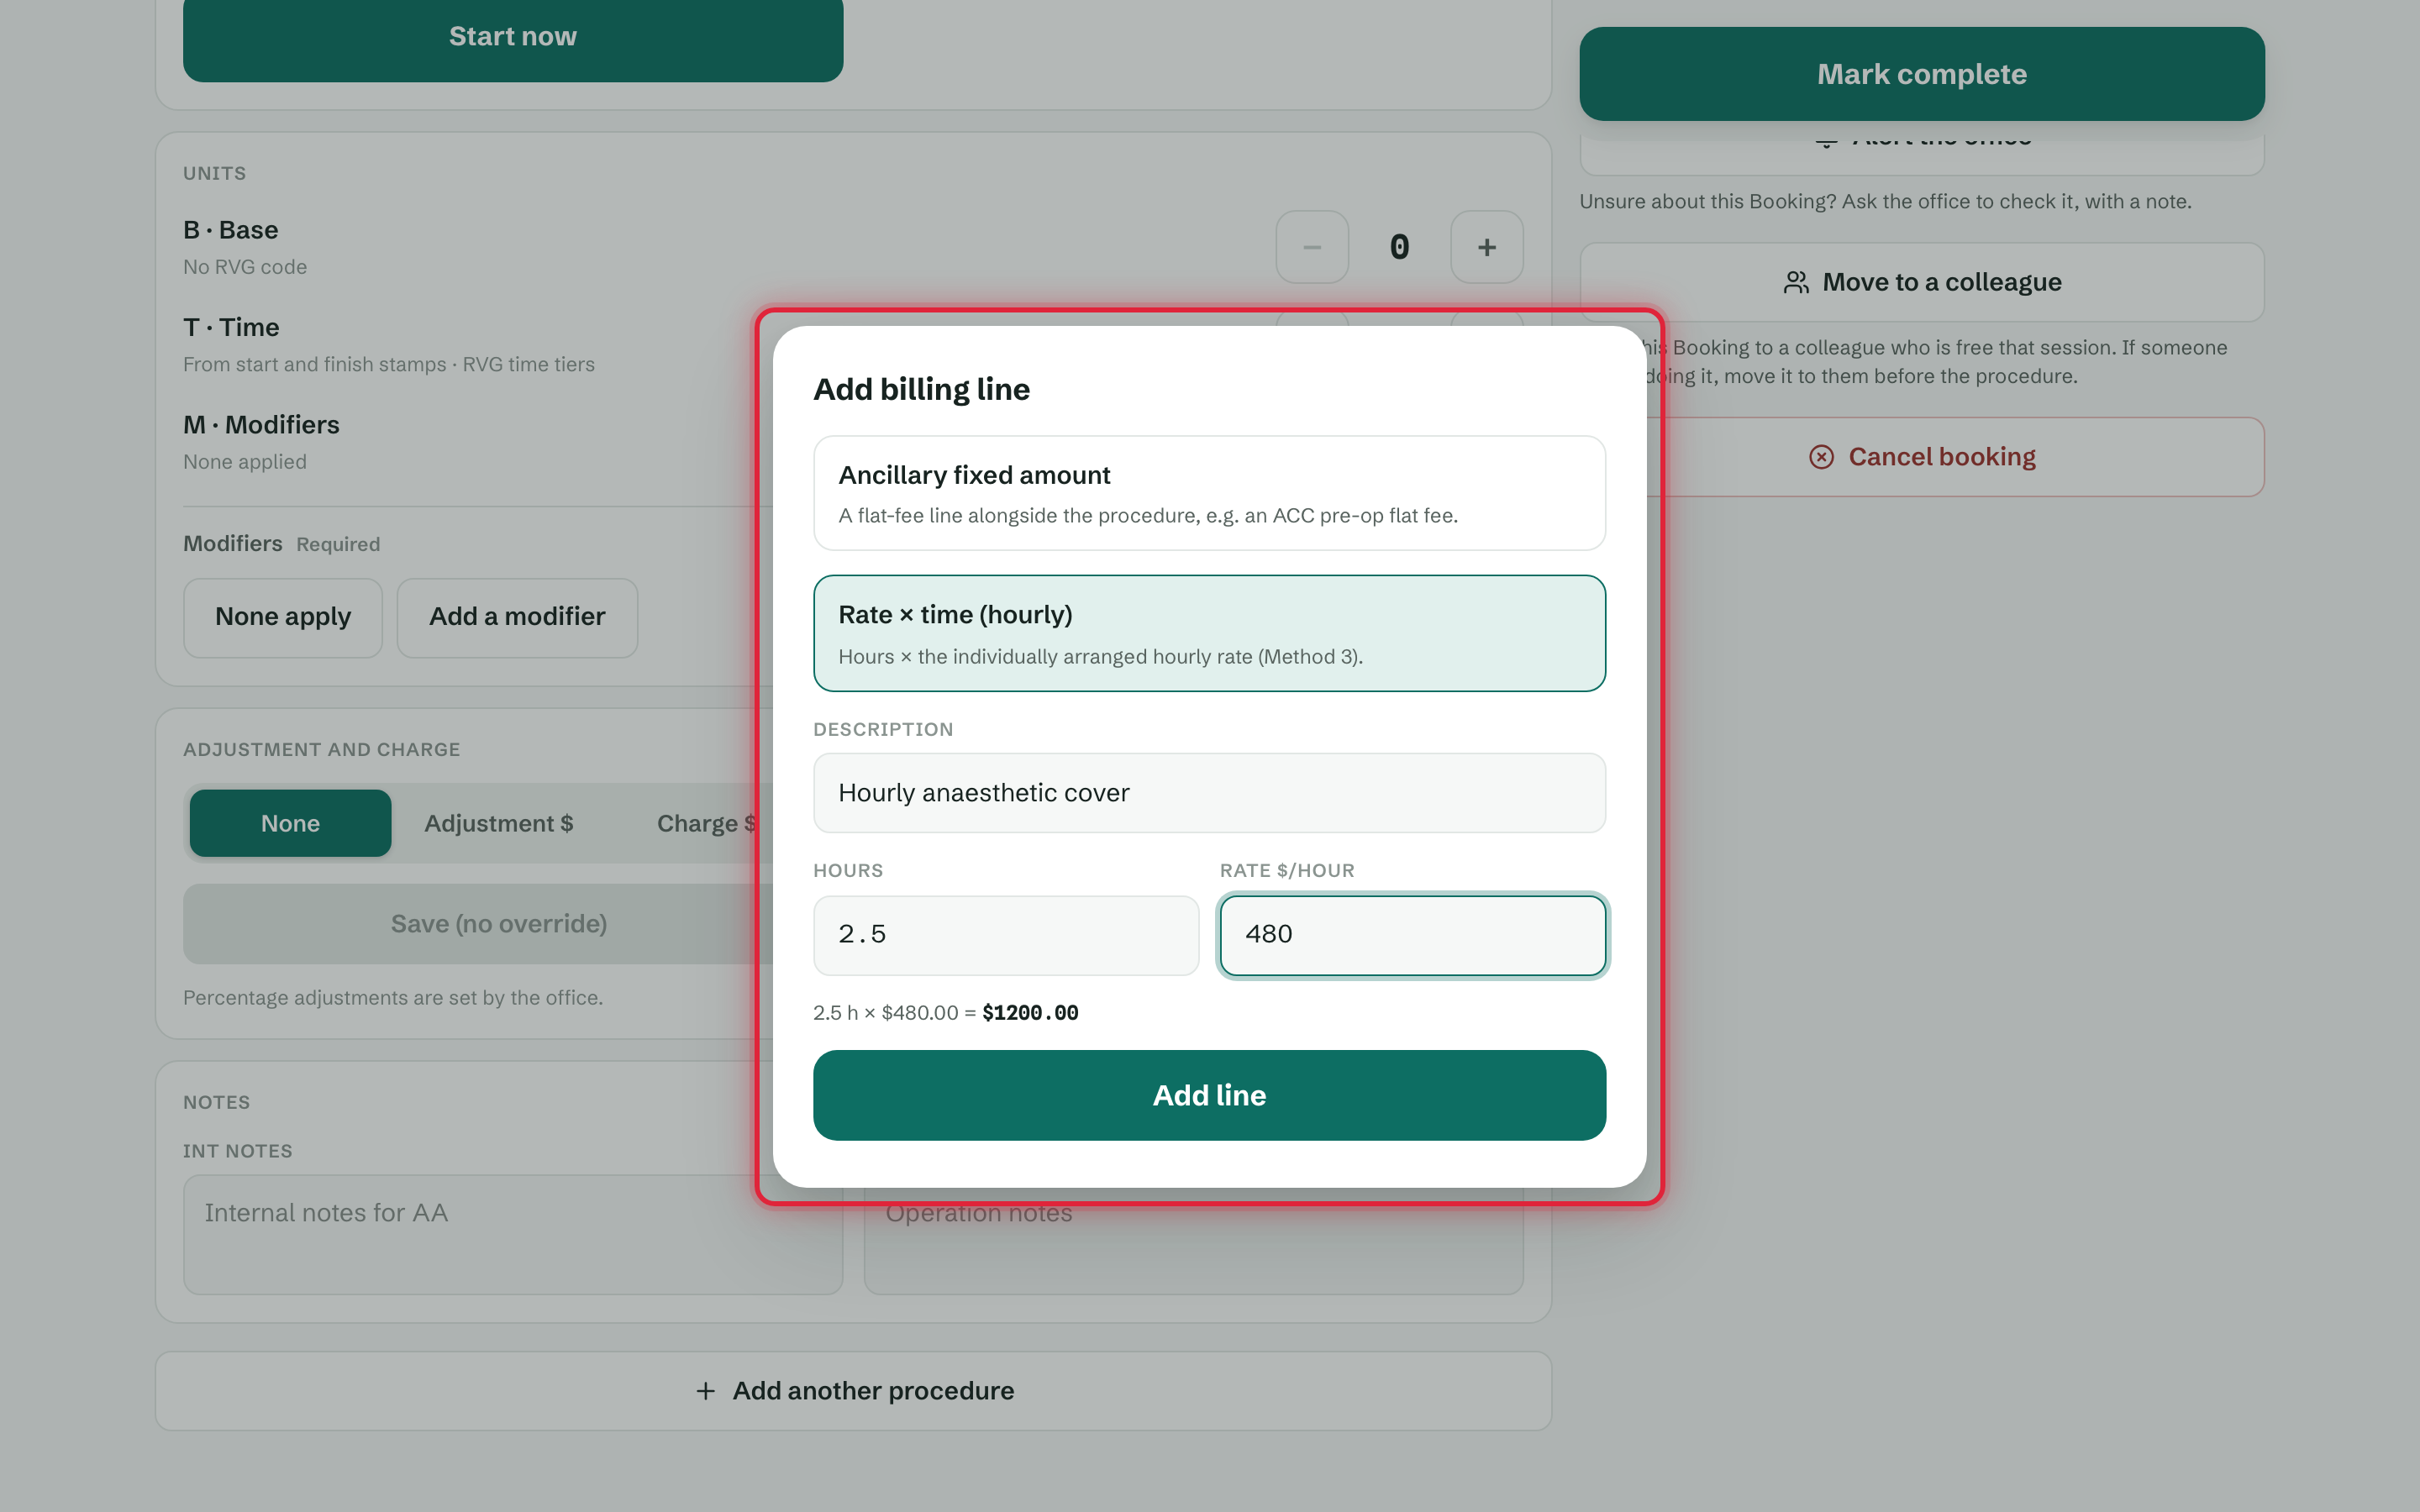 Start now
Mark complete
Alert the office
Unsure about this Booking? Ask the office to check it, with a note.
Move to a colleague
his Booking to a colleague who is free that session. If someone
doing it, move it to them before the procedure.
Cancel booking
UNITS
B · Base
No RVG code
− 0 +
T · Time
From start and finish stamps · RVG time tiers
M · Modifiers
None applied
Modifiers Required
None apply
Add a modifier
ADJUSTMENT AND CHARGE
None
Adjustment $
Charge $
Save (no override)
Percentage adjustments are set by the office.
NOTES
INT NOTES
Internal notes for AA
Operation notes
+ Add another procedure
Add billing line
Ancillary fixed amount
A flat-fee line alongside the procedure, e.g. an ACC pre-op flat fee.
Rate × time (hourly)
Hours × the individually arranged hourly rate (Method 3).
DESCRIPTION
Hourly anaesthetic cover
HOURS
2.5
RATE $/HOUR
480
2.5 h × $480.00 = $1200.00
Add line